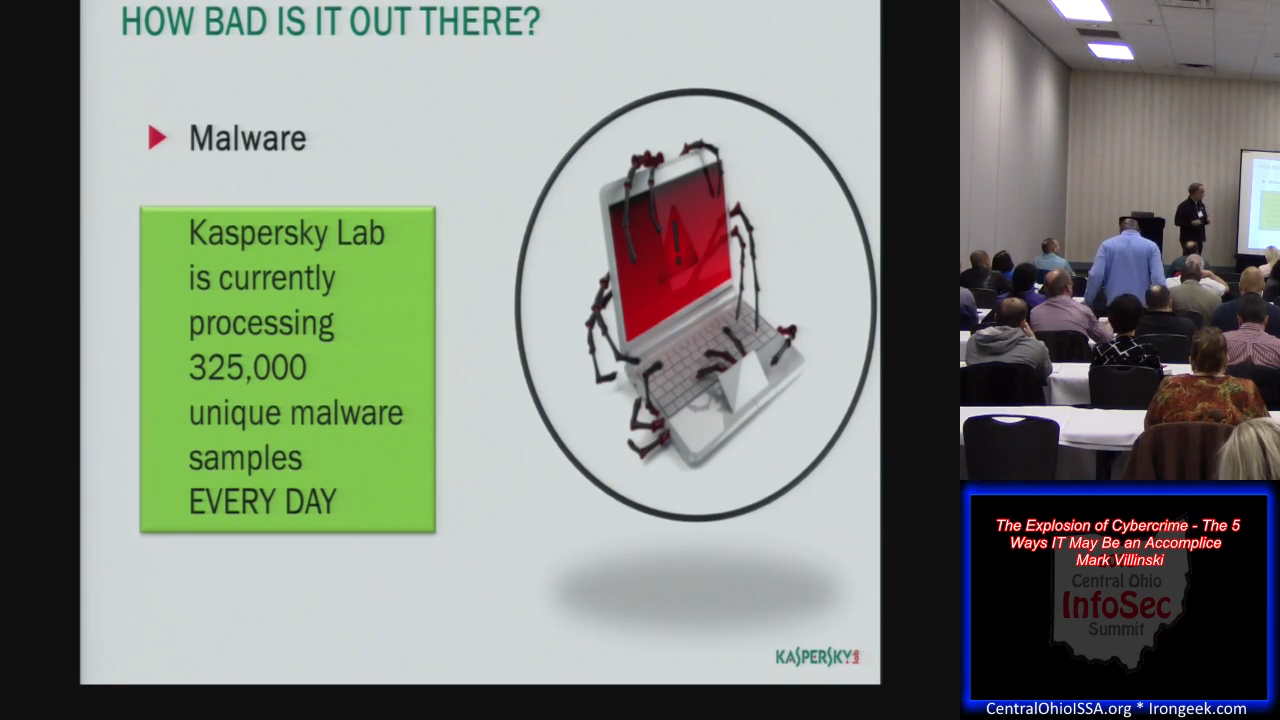 HOW BAD IS IT OUT THERE?
Malware
Kaspersky Lab
is currently
processing
325,000
unique malware
samples
EVERY DAY
KASPERSKY lab
The Explosion of Cybercrime - The 5
Ways IT May Be an Accomplice
Mark Villinski
Central Ohio
InfoSec
Summit
CentralOhioISSA.org * Irongeek.com